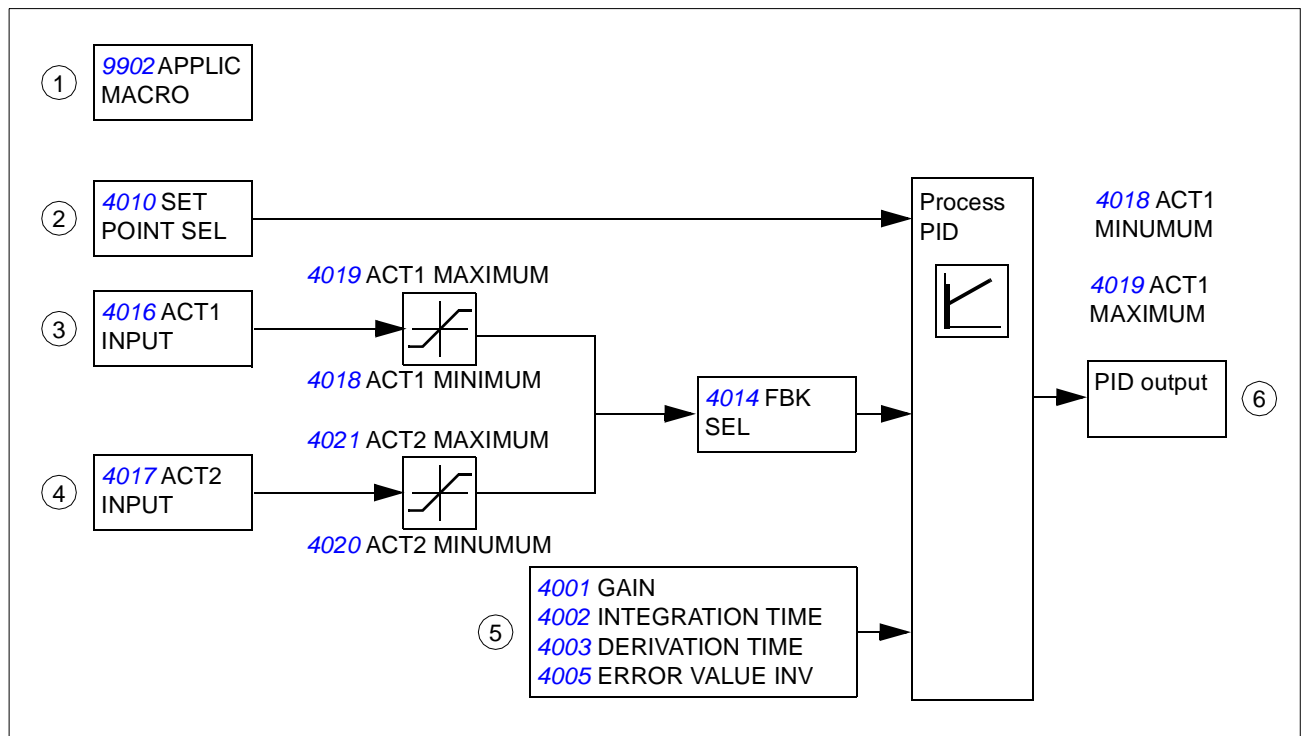 1
9902 APPLIC
MACRO
2
4010 SET
POINT SEL
3
4016 ACT1
INPUT
4019 ACT1 MAXIMUM
4018 ACT1 MINIMUM
4
4017 ACT2
INPUT
4021 ACT2 MAXIMUM
4020 ACT2 MINUMUM
4014 FBK
SEL
5
4001 GAIN
4002 INTEGRATION TIME
4003 DERIVATION TIME
4005 ERROR VALUE INV
Process
PID
4018 ACT1
MINUMUM
4019 ACT1
MAXIMUM
PID output
6